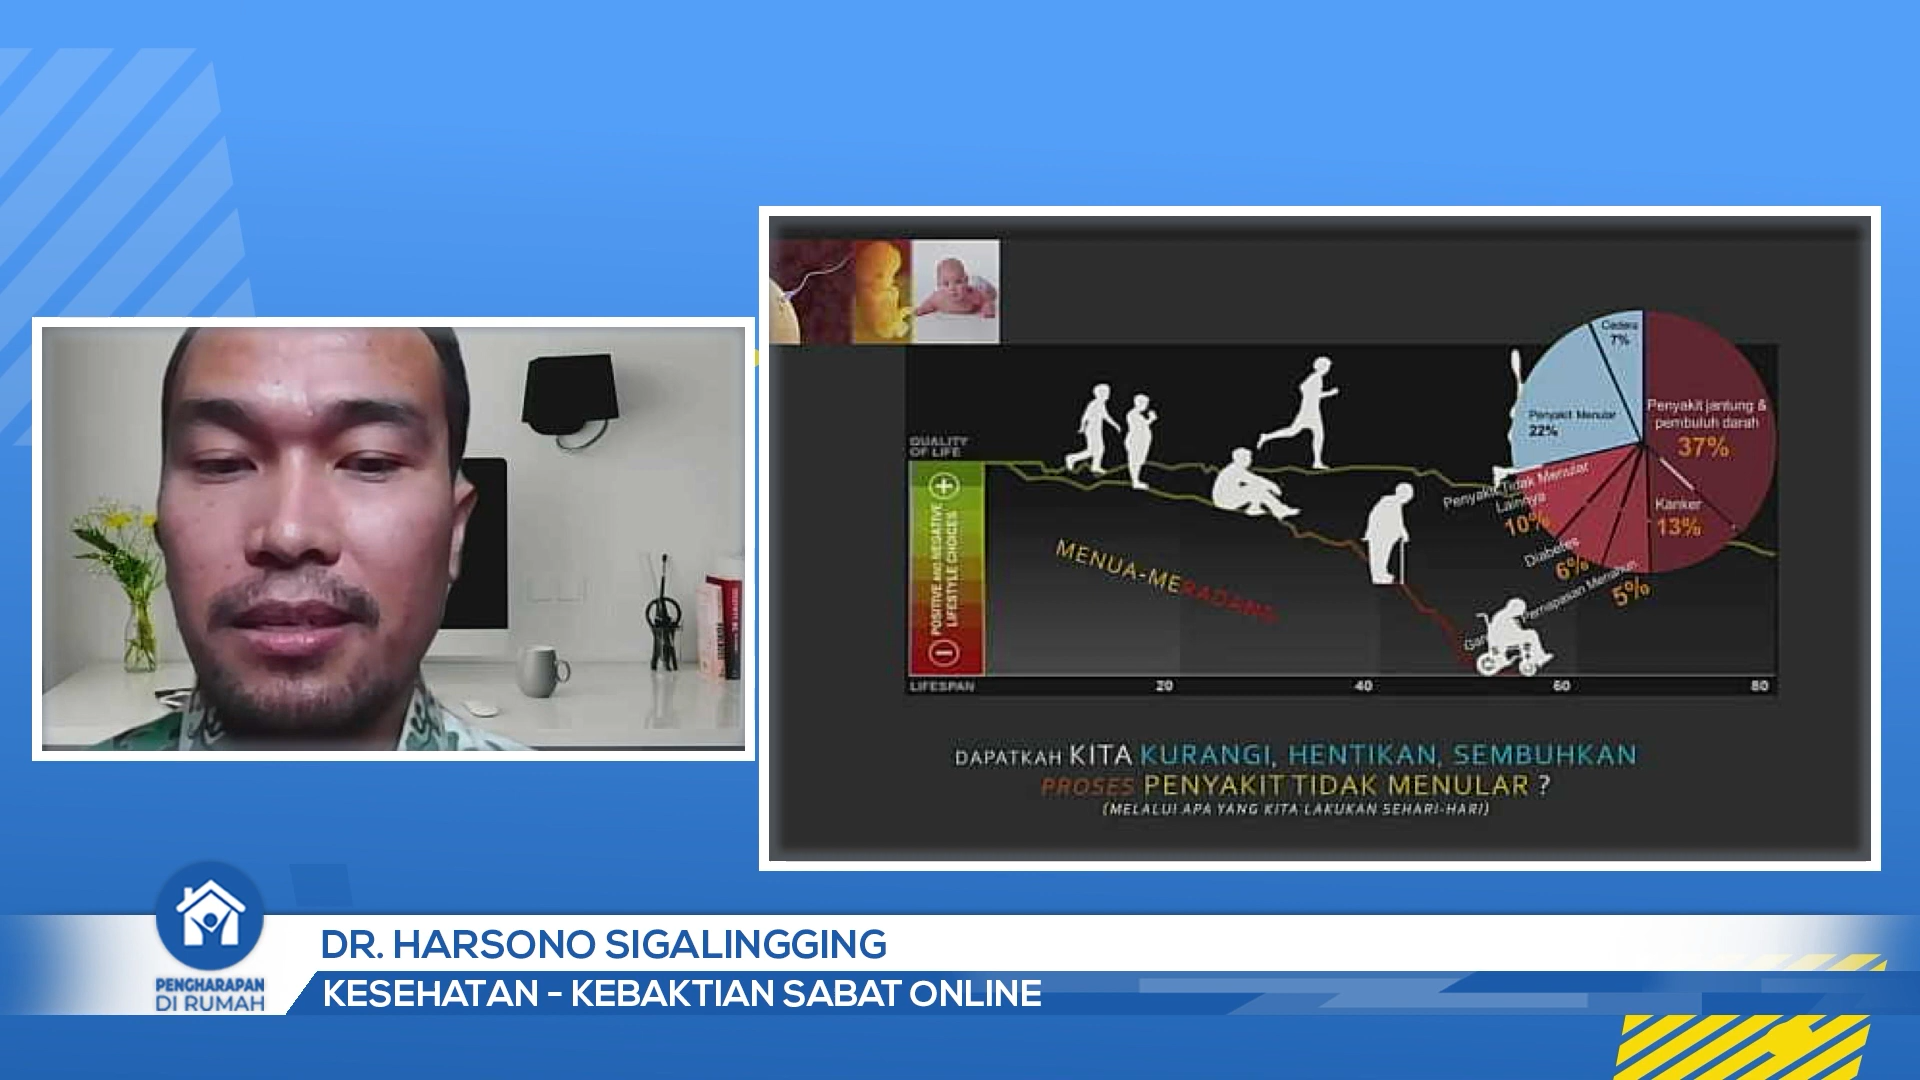 QUALITY
OF LIFE
POSITIVE AND NEGATIVE
LIFESTYLE CHOICES
LIFESPAN
20
40
60
80
MENUA-MERADANG
Cedera
7%
Penyakit Menular
22%
Penyakit jantung &
pembuluh darah
37%
Kanker
13%
Penyakit Tidak Menular
Lainnya
10%
Diabetes
6%
Pernapasan Menahun
5%
DAPATKAH KITA KURANGI, HENTIKAN, SEMBUHKAN
PROSES PENYAKIT TIDAK MENULAR ?
(MELALUI APA YANG KITA LAKUKAN SEHARI-HARI)
DR. HARSONO SIGALINGGING
KESEHATAN - KEBAKTIAN SABAT ONLINE
PENGHARAPAN
DI RUMAH